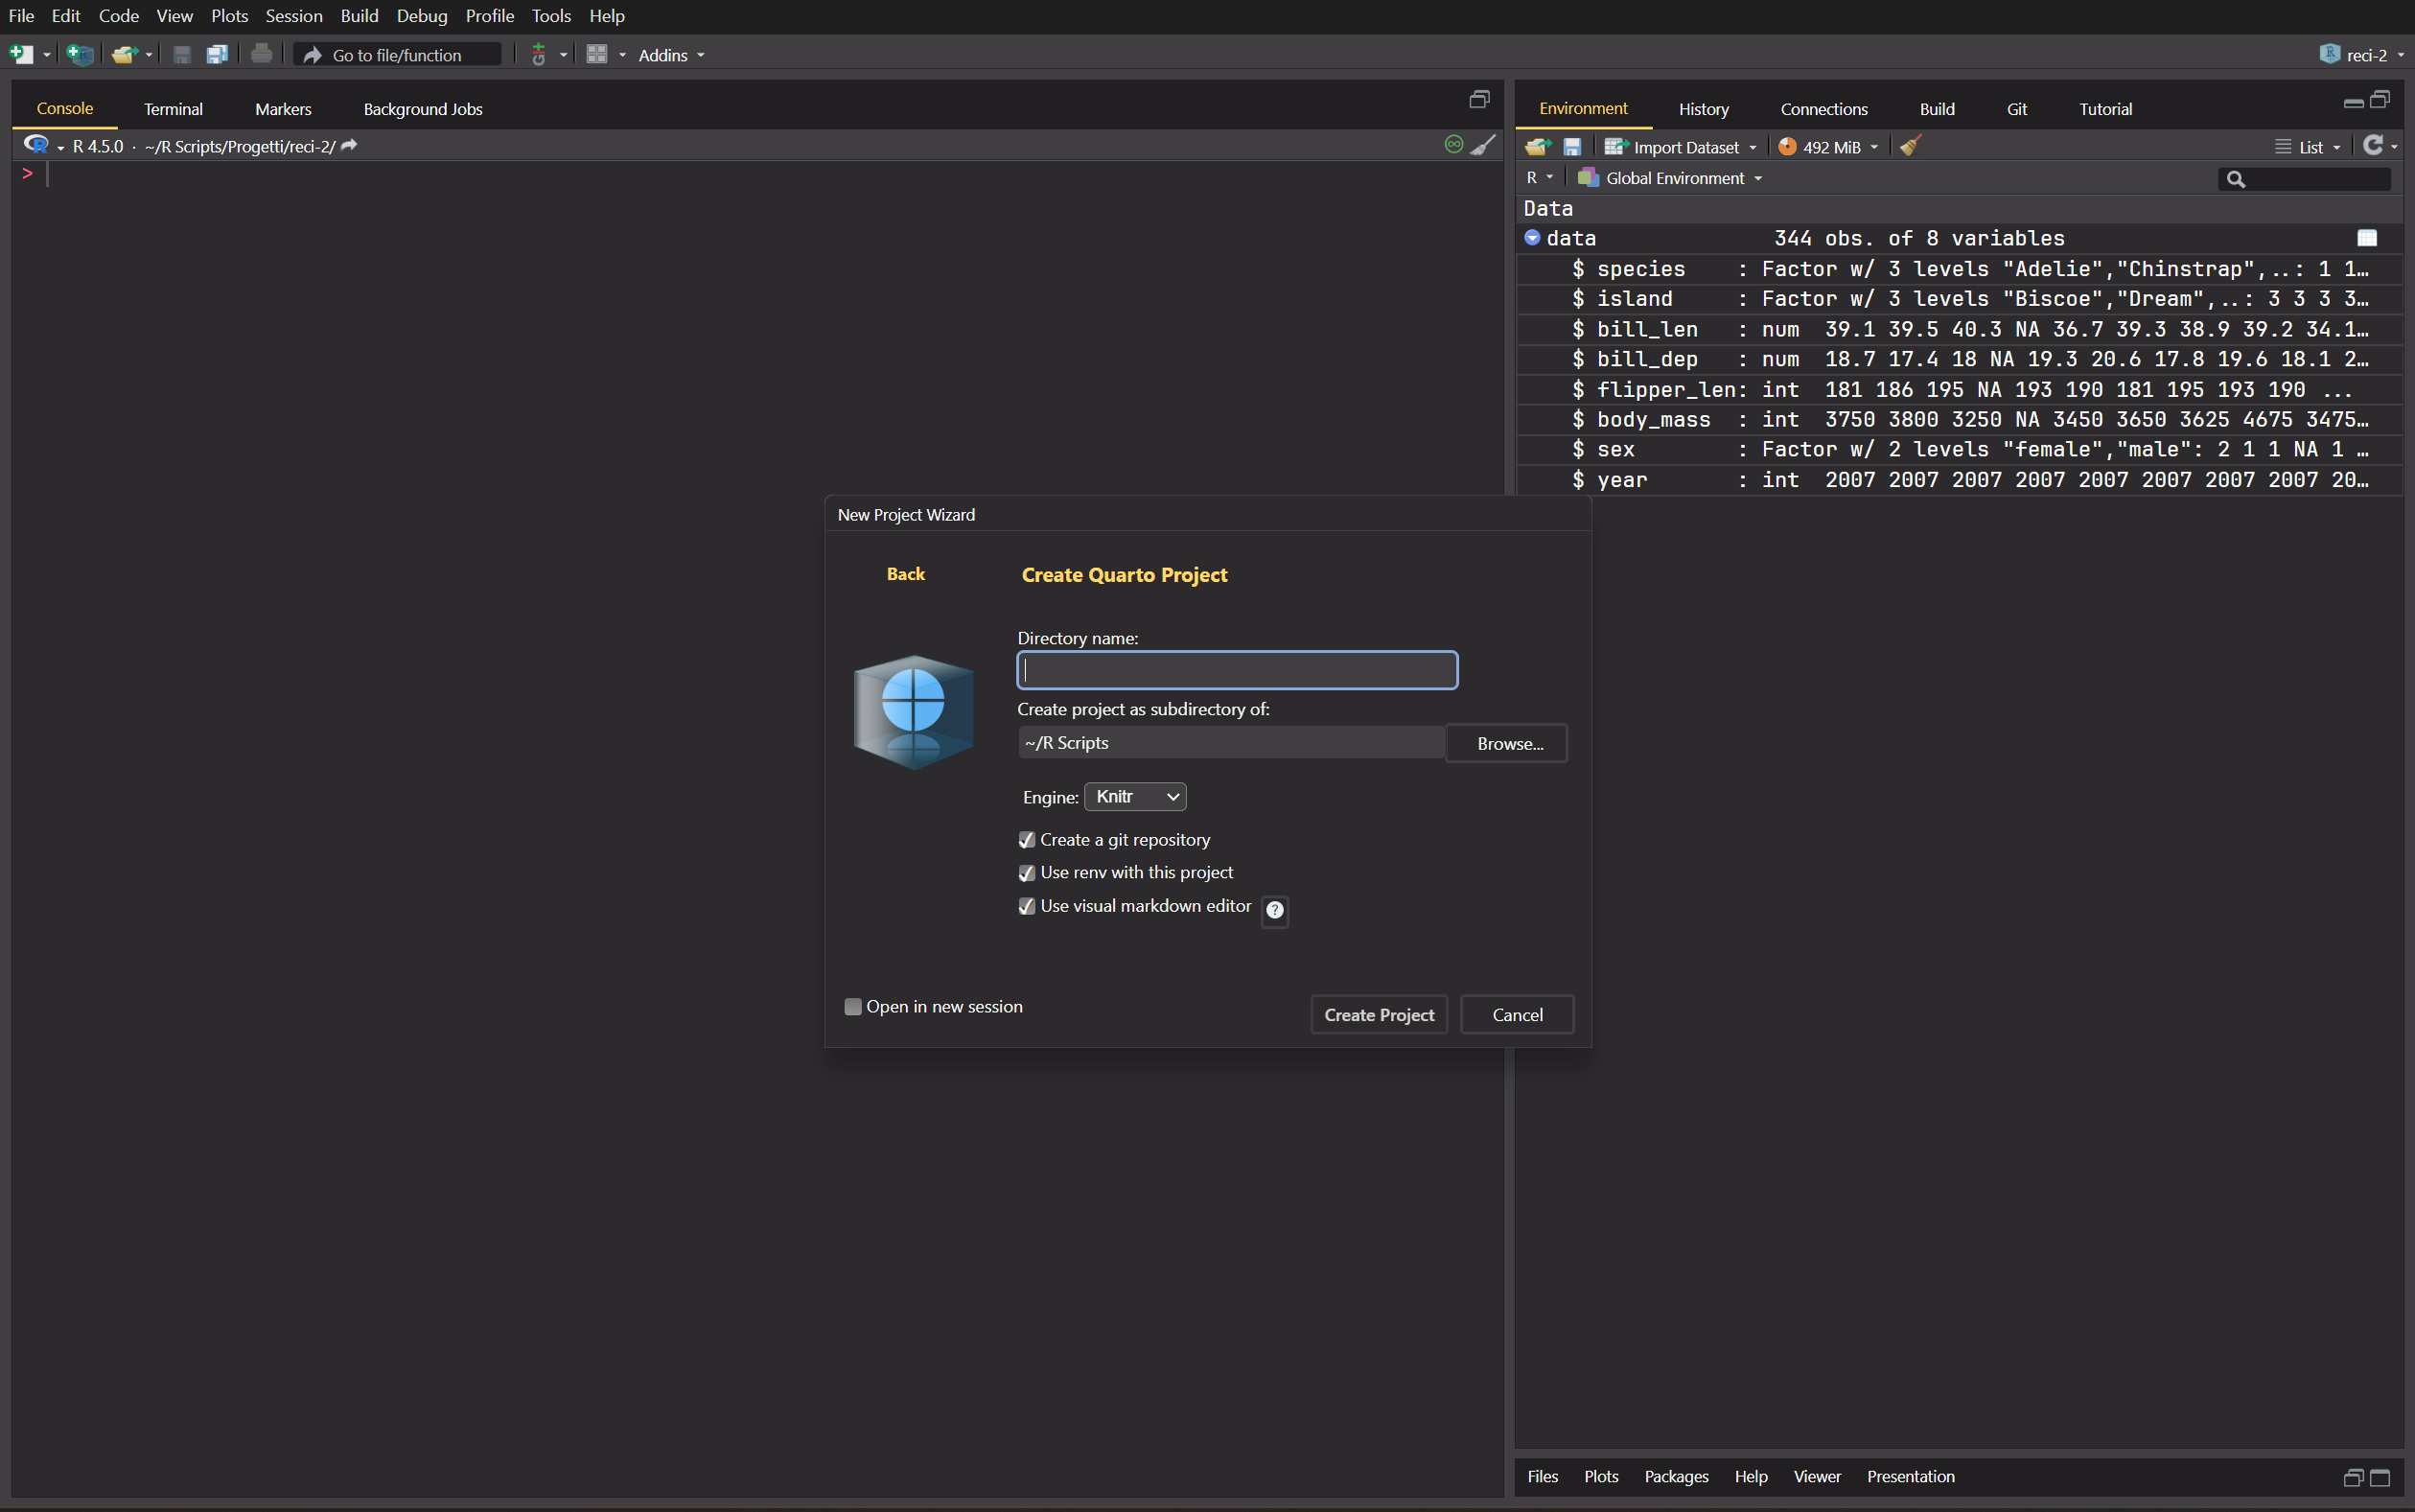 File Edit Code View Plots Session Build Debug Profile Tools Help
Go to file/function Addins reci-2
Console Terminal Markers Background Jobs
R 4.5.0 · ~/R Scripts/Progetti/reci-2/
>
Environment History Connections Build Git Tutorial
Import Dataset 492 MiB List
R Global Environment
Data
data 344 obs. of 8 variables
$ species : Factor w/ 3 levels "Adelie","Chinstrap",..: 1 1…
$ island : Factor w/ 3 levels "Biscoe","Dream",..: 3 3 3 3…
$ bill_len : num 39.1 39.5 40.3 NA 36.7 39.3 38.9 39.2 34.1…
$ bill_dep : num 18.7 17.4 18 NA 19.3 20.6 17.8 19.6 18.1 2…
$ flipper_len: int 181 186 195 NA 193 190 181 195 193 190 ...
$ body_mass : int 3750 3800 3250 NA 3450 3650 3625 4675 3475…
$ sex : Factor w/ 2 levels "female","male": 2 1 1 NA 1 …
$ year : int 2007 2007 2007 2007 2007 2007 2007 2007 20…
New Project Wizard
Back
Create Quarto Project
Directory name:
Create project as subdirectory of:
~/R Scripts Browse...
Engine: Knitr
Create a git repository
Use renv with this project
Use visual markdown editor ?
Open in new session Create Project Cancel
Files Plots Packages Help Viewer Presentation